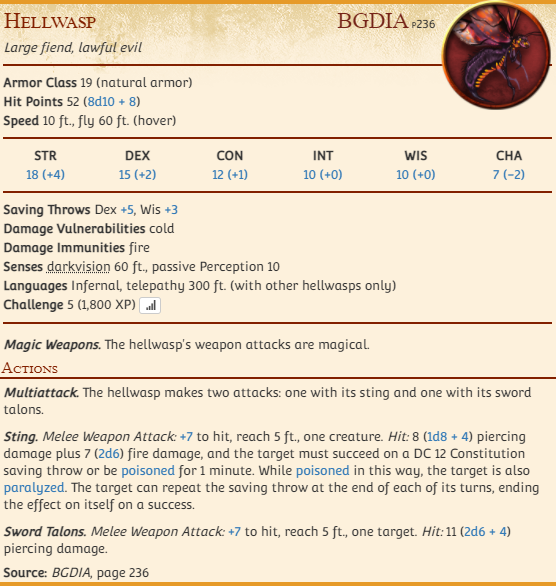 Hellwasp BGDIA P236
Large fiend, lawful evil
Armor Class 19 (natural armor)
Hit Points 52 (8d10 + 8)
Speed 10 ft., fly 60 ft. (hover)
STR DEX CON INT WIS CHA
18 (+4) 15 (+2) 12 (+1) 10 (+0) 10 (+0) 7 (−2)
Saving Throws Dex +5, Wis +3
Damage Vulnerabilities cold
Damage Immunities fire
Senses darkvision 60 ft., passive Perception 10
Languages Infernal, telepathy 300 ft. (with other hellwasps only)
Challenge 5 (1,800 XP)
Magic Weapons. The hellwasp's weapon attacks are magical.
Actions
Multiattack. The hellwasp makes two attacks: one with its sting and one with its sword
talons.
Sting. Melee Weapon Attack: +7 to hit, reach 5 ft., one creature. Hit: 8 (1d8 + 4) piercing
damage plus 7 (2d6) fire damage, and the target must succeed on a DC 12 Constitution
saving throw or be poisoned for 1 minute. While poisoned in this way, the target is also
paralyzed. The target can repeat the saving throw at the end of each of its turns, ending
the effect on itself on a success.
Sword Talons. Melee Weapon Attack: +7 to hit, reach 5 ft., one target. Hit: 11 (2d6 + 4)
piercing damage.
Source: BGDIA, page 236